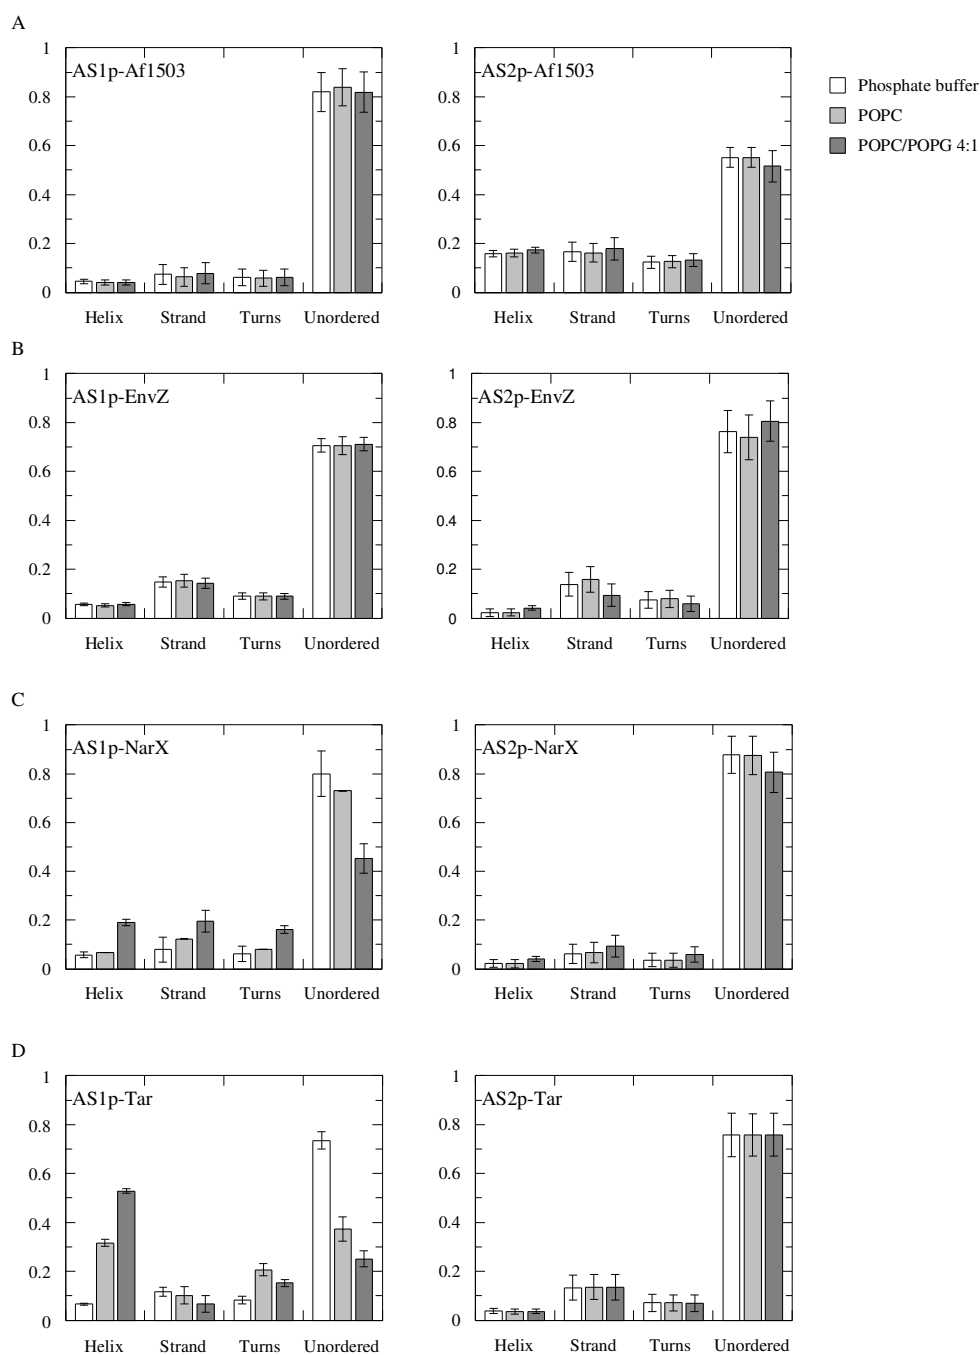 A
AS1p-Af1503
1
0.8
0.6
0.4
0.2
0
Helix Strand Turns Unordered
AS2p-Af1503
1
0.8
0.6
0.4
0.2
0
Helix Strand Turns Unordered
Phosphate buffer
POPC
POPC/POPG 4:1
B
AS1p-EnvZ
1
0.8
0.6
0.4
0.2
0
Helix Strand Turns Unordered
AS2p-EnvZ
1
0.8
0.6
0.4
0.2
0
Helix Strand Turns Unordered
C
AS1p-NarX
1
0.8
0.6
0.4
0.2
0
Helix Strand Turns Unordered
AS2p-NarX
1
0.8
0.6
0.4
0.2
0
Helix Strand Turns Unordered
D
AS1p-Tar
1
0.8
0.6
0.4
0.2
0
Helix Strand Turns Unordered
AS2p-Tar
1
0.8
0.6
0.4
0.2
0
Helix Strand Turns Unordered